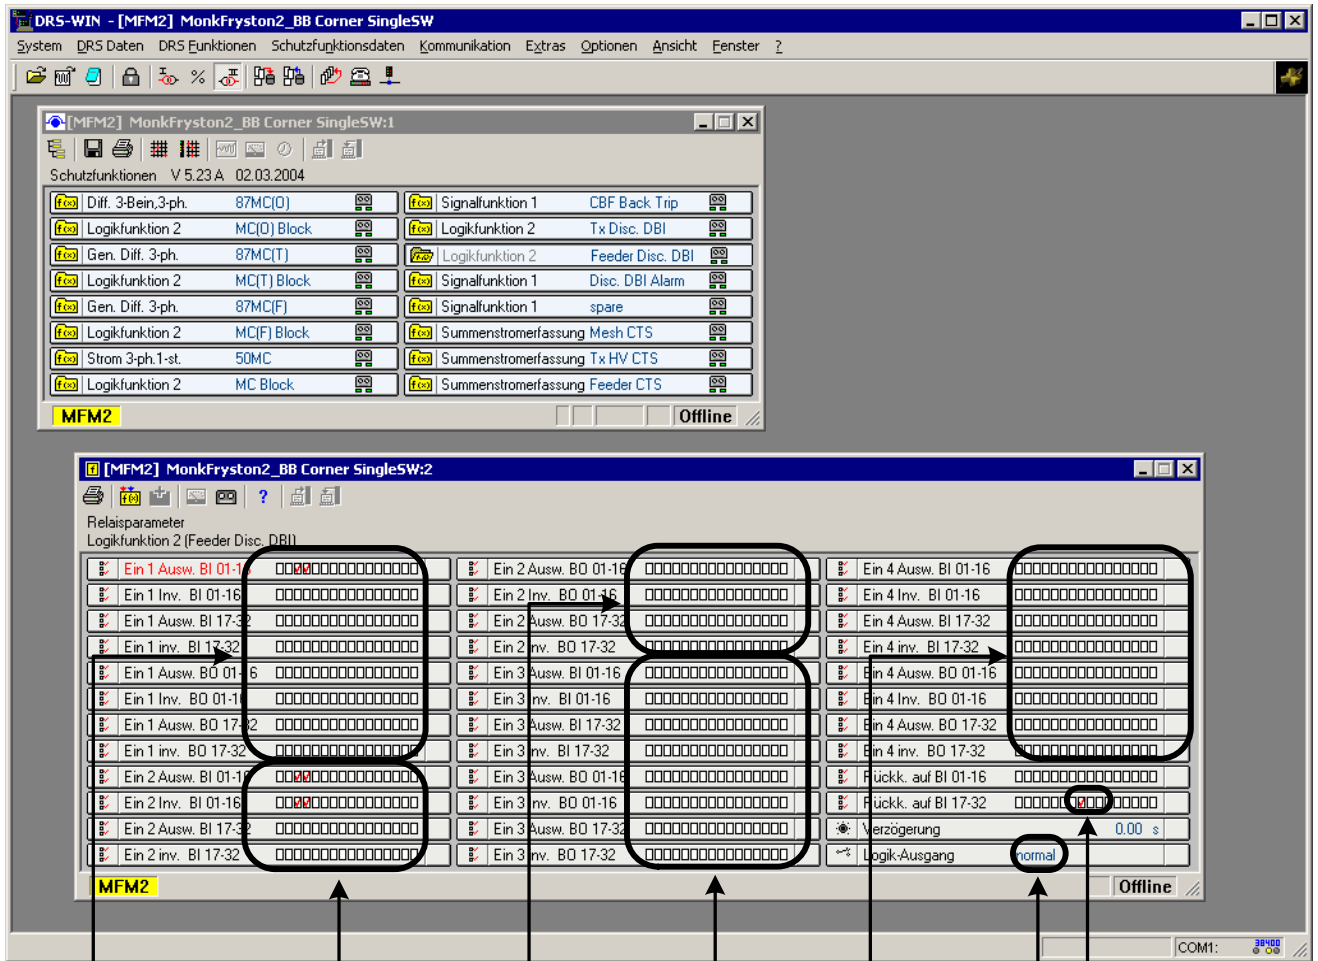 DRS-WIN - [MFM2] MonkFryston2_BB Corner SingleSW
System DRS Daten DRS Funktionen Schutzfunktionsdaten Kommunikation Extras Optionen Ansicht Fenster ?
[MFM2] MonkFryston2_BB Corner SingleSW:1
Schutzfunktionen V 5.23 A 02.03.2004
f(x) Diff. 3-Bein,3-ph. 87MC(O) f(x) Signalfunktion 1 CBF Back Trip
f(x) Logikfunktion 2 MC(O) Block f(x) Logikfunktion 2 Tx Disc. DBI
f(x) Gen. Diff. 3-ph. 87MC(T) Logikfunktion 2 Feeder Disc. DBI
f(x) Logikfunktion 2 MC(T) Block f(x) Signalfunktion 1 Disc. DBI Alarm
f(x) Gen. Diff. 3-ph. 87MC(F) f(x) Signalfunktion 1 spare
f(x) Logikfunktion 2 MC(F) Block f(x) Summenstromerfassung Mesh CTS
f(x) Strom 3-ph.1-st. 50MC f(x) Summenstromerfassung Tx HV CTS
f(x) Logikfunktion 2 MC Block f(x) Summenstromerfassung Feeder CTS
MFM2 Offline
[MFM2] MonkFryston2_BB Corner SingleSW:2
Relaisparameter
Logikfunktion 2 (Feeder Disc. DBI)
Ein 1 Ausw. BI 01-16 Ein 2 Ausw. BO 01-16 Ein 4 Ausw. BI 01-16
Ein 1 Inv. BI 01-16 Ein 2 Inv. BO 01-16 Ein 4 Inv. BI 01-16
Ein 1 Ausw. BI 17-32 Ein 2 Ausw. BO 17-32 Ein 4 Ausw. BI 17-32
Ein 1 inv. BI 17-32 Ein 2 inv. BO 17-32 Ein 4 inv. BI 17-32
Ein 1 Ausw. BO 01-16 Ein 3 Ausw. BI 01-16 Ein 4 Ausw. BO 01-16
Ein 1 Inv. BO 01-16 Ein 3 Inv. BI 01-16 Ein 4 Inv. BO 01-16
Ein 1 Ausw. BO 17-32 Ein 3 Ausw. BI 17-32 Ein 4 Ausw. BO 17-32
Ein 1 inv. BO 17-32 Ein 3 inv. BI 17-32 Ein 4 inv. BO 17-32
Ein 2 Ausw. BI 01-16 Ein 3 Ausw. BO 01-16 Rückk. auf BI 01-16
Ein 2 Inv. BI 01-16 Ein 3 Inv. BO 01-16 Rückk. auf BI 17-32
Ein 2 Ausw. BI 17-32 Ein 3 Ausw. BO 17-32 Verzögerung 0.00 s
Ein 2 inv. BI 17-32 Ein 3 inv. BO 17-32 Logik-Ausgang normal
MFM2 Offline
COM1: 38400